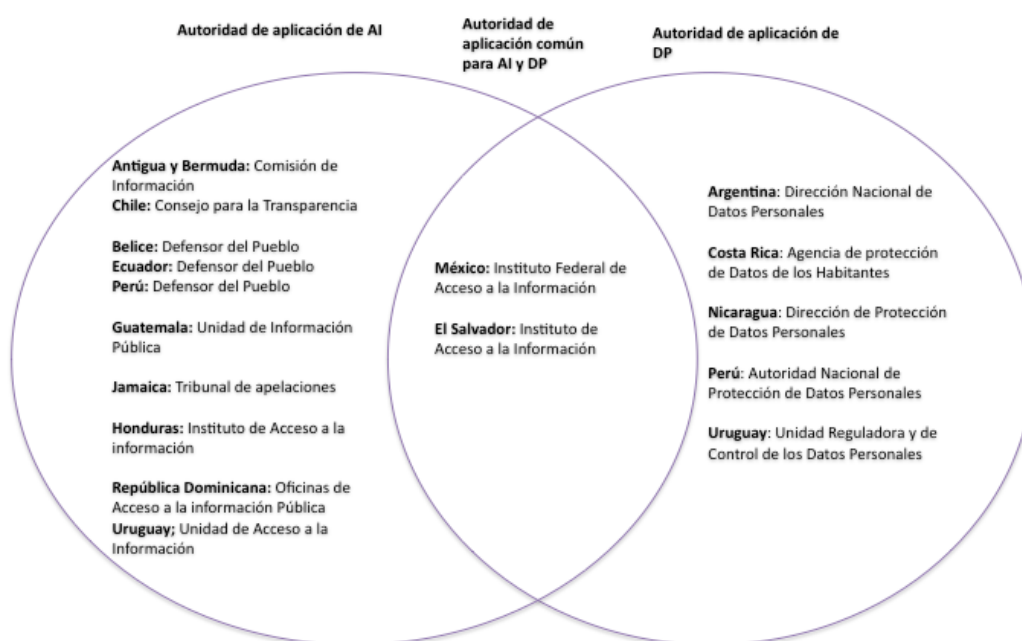 Autoridad de aplicación de AI
Autoridad de
aplicación común
para AI y DP
Autoridad de aplicación de
DP
Antigua y Bermuda: Comisión de
Información
Chile: Consejo para la Transparencia
Belice: Defensor del Pueblo
Ecuador: Defensor del Pueblo
Perú: Defensor del Pueblo
Guatemala: Unidad de Información
Pública
Jamaica: Tribunal de apelaciones
Honduras: Instituto de Acceso a la
información
República Dominicana: Oficinas de
Acceso a la información Pública
Uruguay; Unidad de Acceso a la
Información
México: Instituto Federal de
Acceso a la Información
El Salvador: Instituto de
Acceso a la Información
Argentina: Dirección Nacional de
Datos Personales
Costa Rica: Agencia de protección
de Datos de los Habitantes
Nicaragua: Dirección de Protección
de Datos Personales
Perú: Autoridad Nacional de
Protección de Datos Personales
Uruguay: Unidad Reguladora y de
Control de los Datos Personales